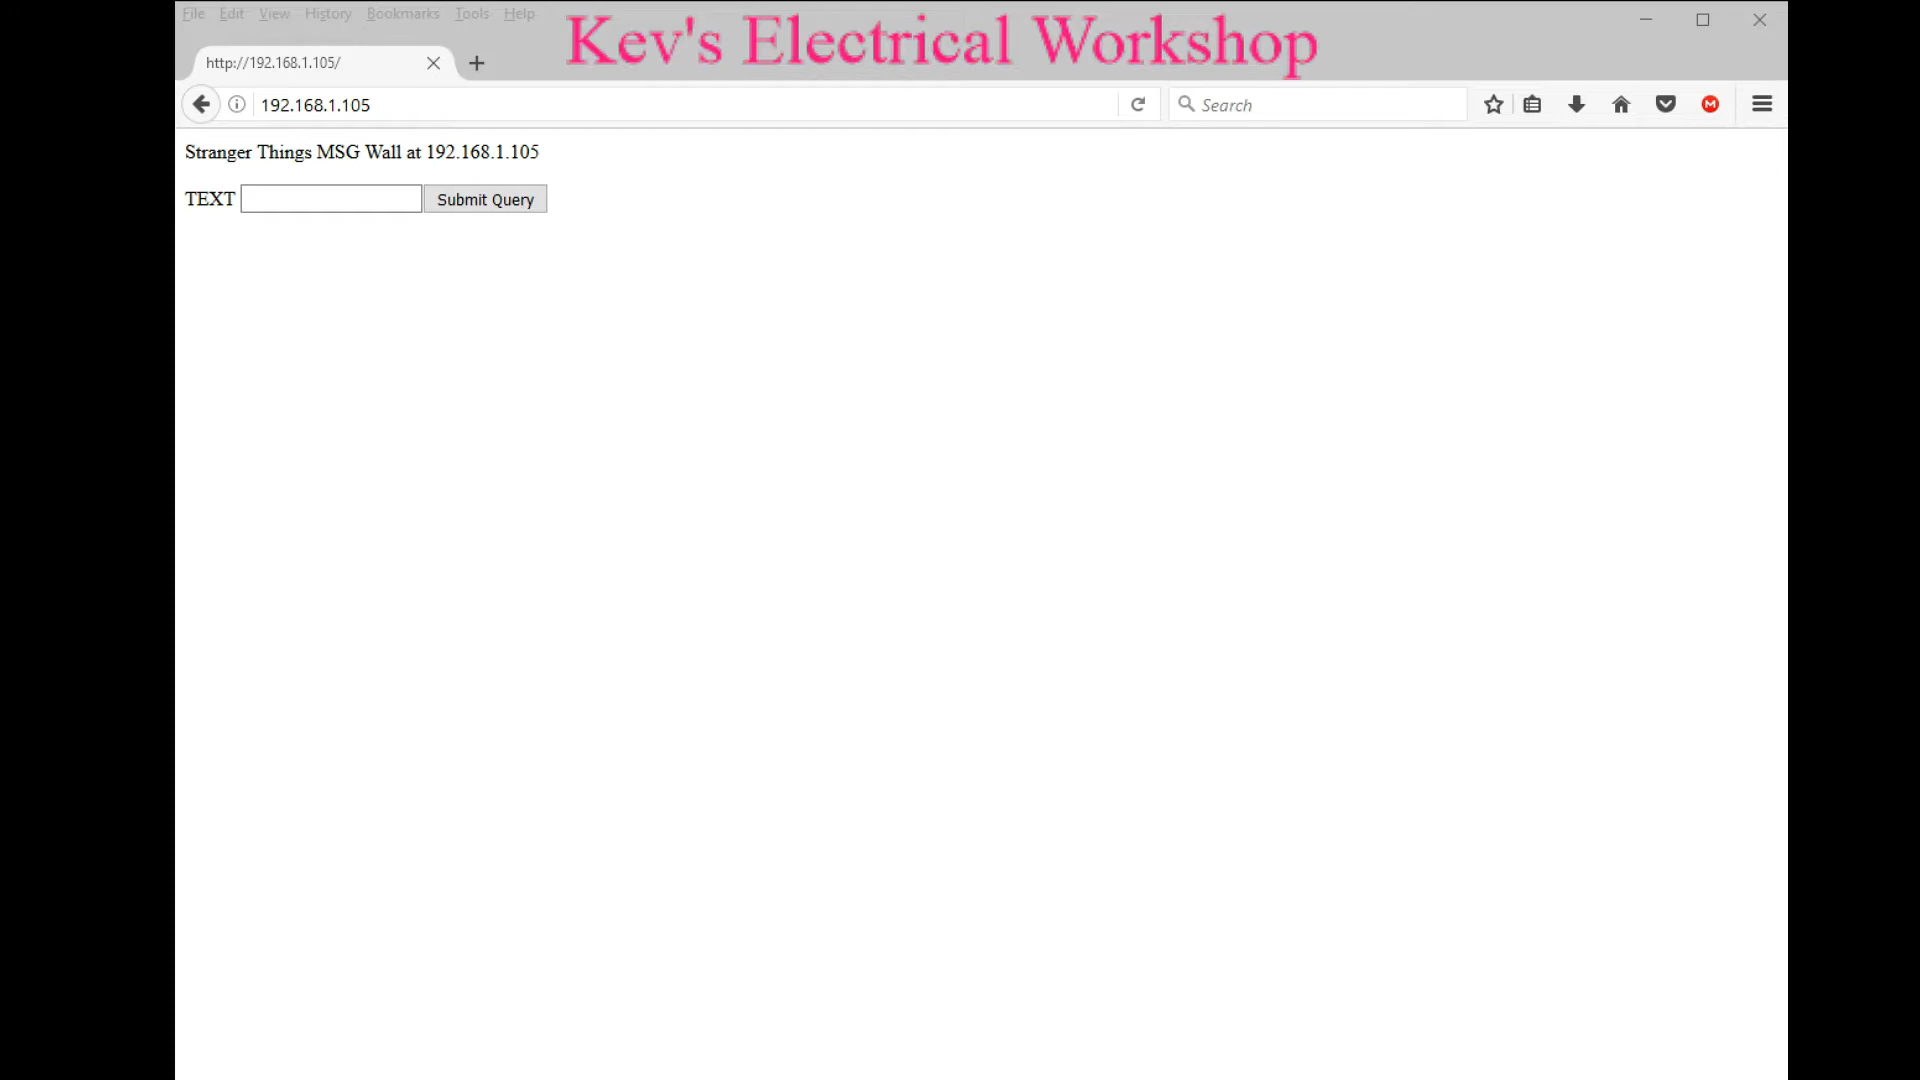 File Edit View History Bookmarks Tools Help
Kev's Electrical Workshop
http://192.168.1.105/
192.168.1.105
Search
Stranger Things MSG Wall at 192.168.1.105
TEXT Submit Query